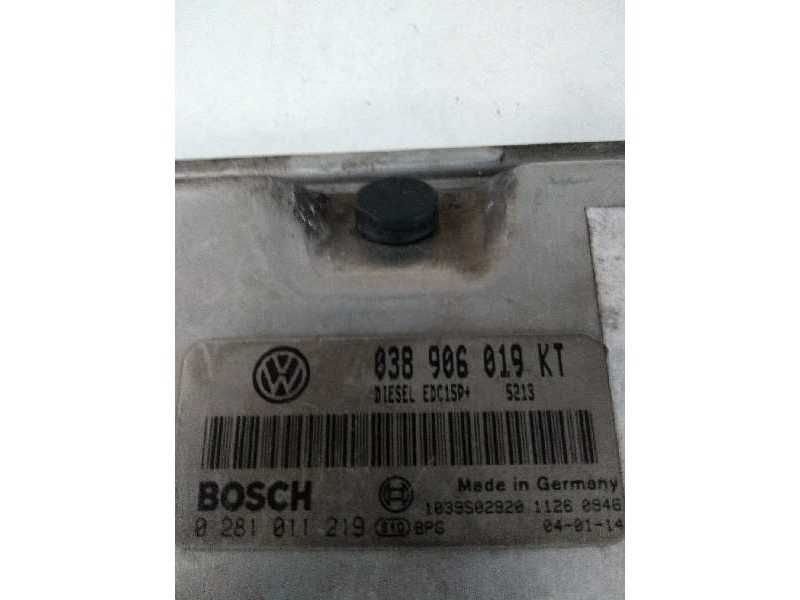 038 906 019 KT
DIESEL EDC15P+ 5213
BOSCH
Made in Germany
1039S02920 1126 0946
0 281 011 219 BPG 04-01-14